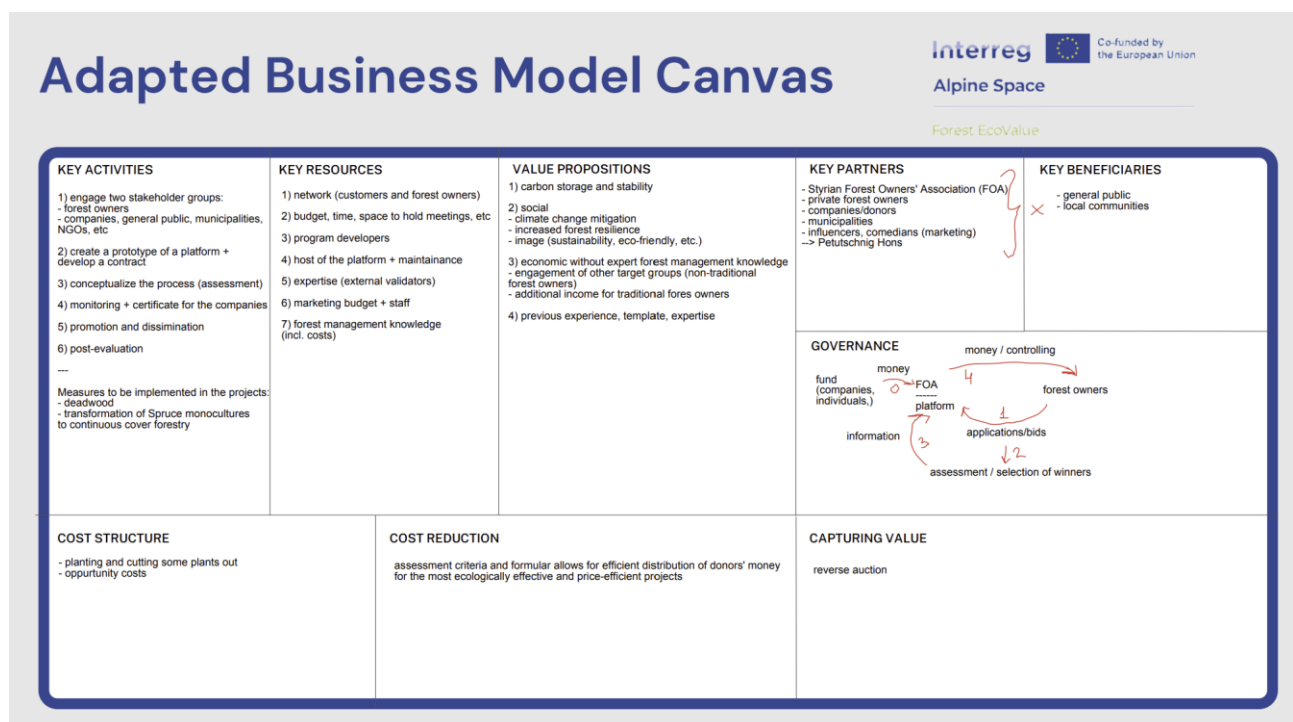 Adapted Business Model Canvas
Interreg
Co-funded by
the European Union
Alpine Space
Forest EcoValue
KEY ACTIVITIES
1) engage two stakeholder groups:
- forest owners
- companies, general public, municipalities,
NGOs, etc
2) create a prototype of a platform +
develop a contract
3) conceptualize the process (assessment)
4) monitoring + certificate for the companies
5) promotion and dissimination
6) post-evaluation
---
Measures to be implemented in the projects:
- deadwood
- transformation of Spruce monocultures
to continuous cover forestry
KEY RESOURCES
1) network (customers and forest owners)
2) budget, time, space to hold meetings, etc
3) program developers
4) host of the platform + maintainance
5) expertise (external validators)
6) marketing budget + staff
7) forest management knowledge
(incl. costs)
VALUE PROPOSITIONS
1) carbon storage and stability
2) social
- climate change mitigation
- increased forest resilience
- image (sustainability, eco-friendly, etc.)
3) economic without expert forest management knowledge
- engagement of other target groups (non-traditional
forest owners)
- additional income for traditional fores owners
4) previous experience, template, expertise
KEY PARTNERS
- Styrian Forest Owners' Association (FOA)
- private forest owners
- companies/donors
- municipalities
- influencers, comedians (marketing)
--> Petutschnig Hons
KEY BENEFICIARIES
- general public
- local communities
x
GOVERNANCE
money / controlling
money
4
fund
(companies,
individuals,)
0
FOA
------
platform
forest owners
1
applications/bids
information
3
2
assessment / selection of winners
COST STRUCTURE
- planting and cutting some plants out
- oppurtunity costs
COST REDUCTION
assessment criteria and formular allows for efficient distribution of donors' money
for the most ecologically effective and price-efficient projects
CAPTURING VALUE
reverse auction